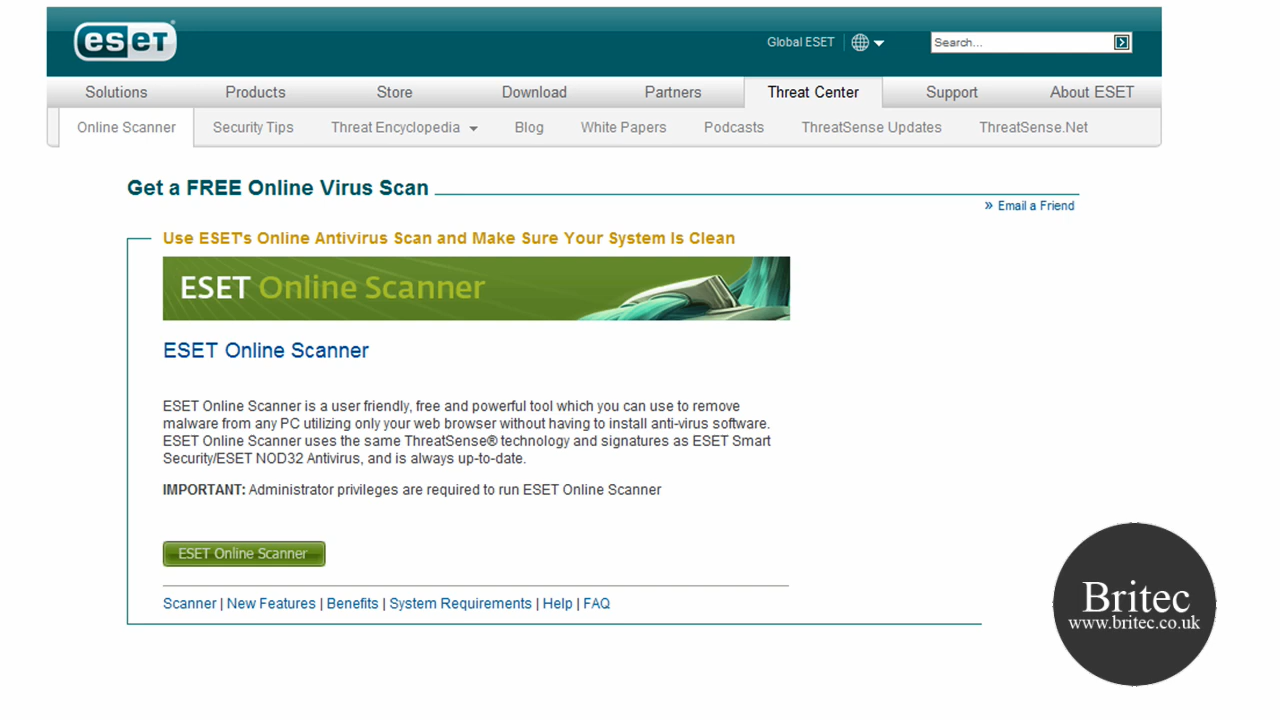 eset
Global ESET
Search...
Solutions Products Store Download Partners Threat Center Support About ESET
Online Scanner Security Tips Threat Encyclopedia Blog White Papers Podcasts ThreatSense Updates ThreatSense.Net
Get a FREE Online Virus Scan
» Email a Friend
Use ESET's Online Antivirus Scan and Make Sure Your System Is Clean
ESET Online Scanner
ESET Online Scanner
ESET Online Scanner is a user friendly, free and powerful tool which you can use to remove
malware from any PC utilizing only your web browser without having to install anti-virus software.
ESET Online Scanner uses the same ThreatSense® technology and signatures as ESET Smart
Security/ESET NOD32 Antivirus, and is always up-to-date.
IMPORTANT: Administrator privileges are required to run ESET Online Scanner
ESET Online Scanner
Scanner | New Features | Benefits | System Requirements | Help | FAQ
Britec
www.britec.co.uk